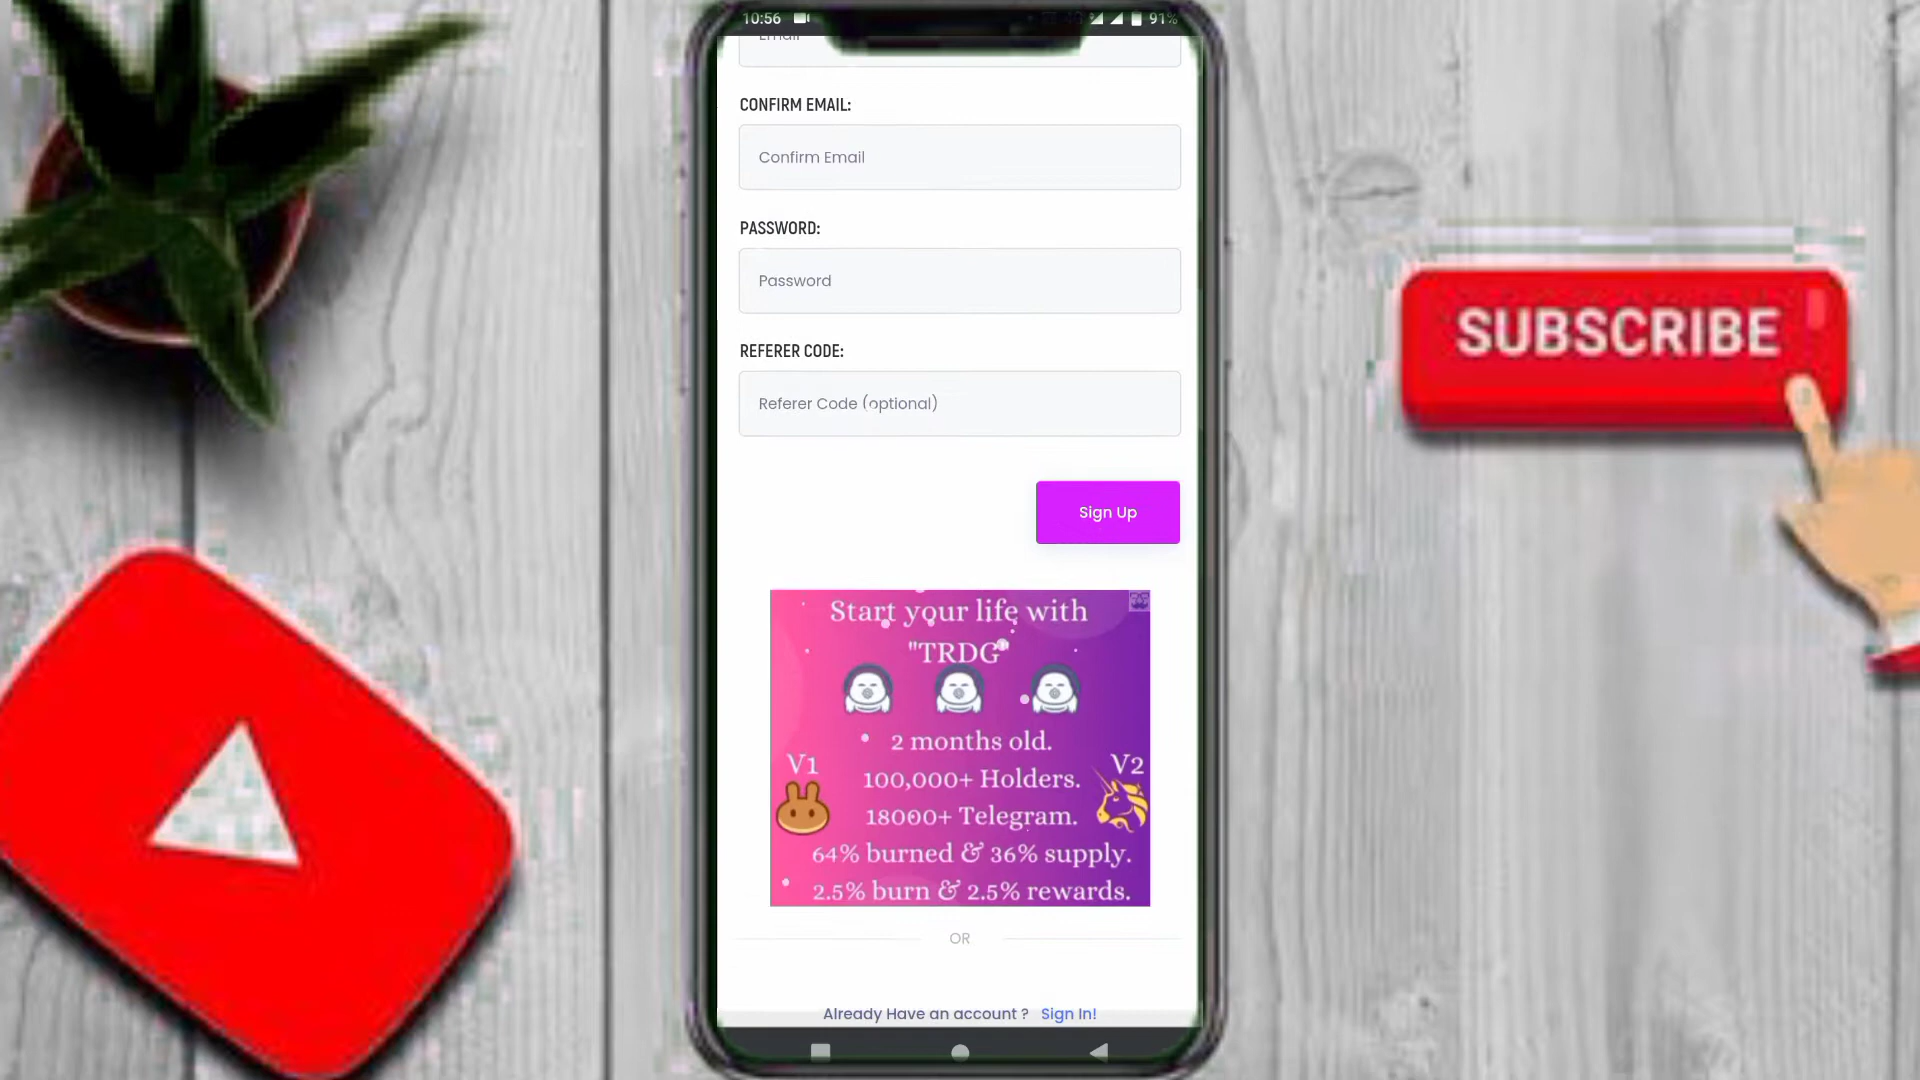 10:56 91%
Email
CONFIRM EMAIL:
Confirm Email
PASSWORD:
Password
REFERER CODE:
Referer Code (optional)
SUBSCRIBE
Sign Up
Start your life with
"TRDG"
2 months old.
V1 V2
100,000+ Holders.
18000+ Telegram.
64% burned & 36% supply.
2.5% burn & 2.5% rewards.
OR
Already Have an account ? Sign In!